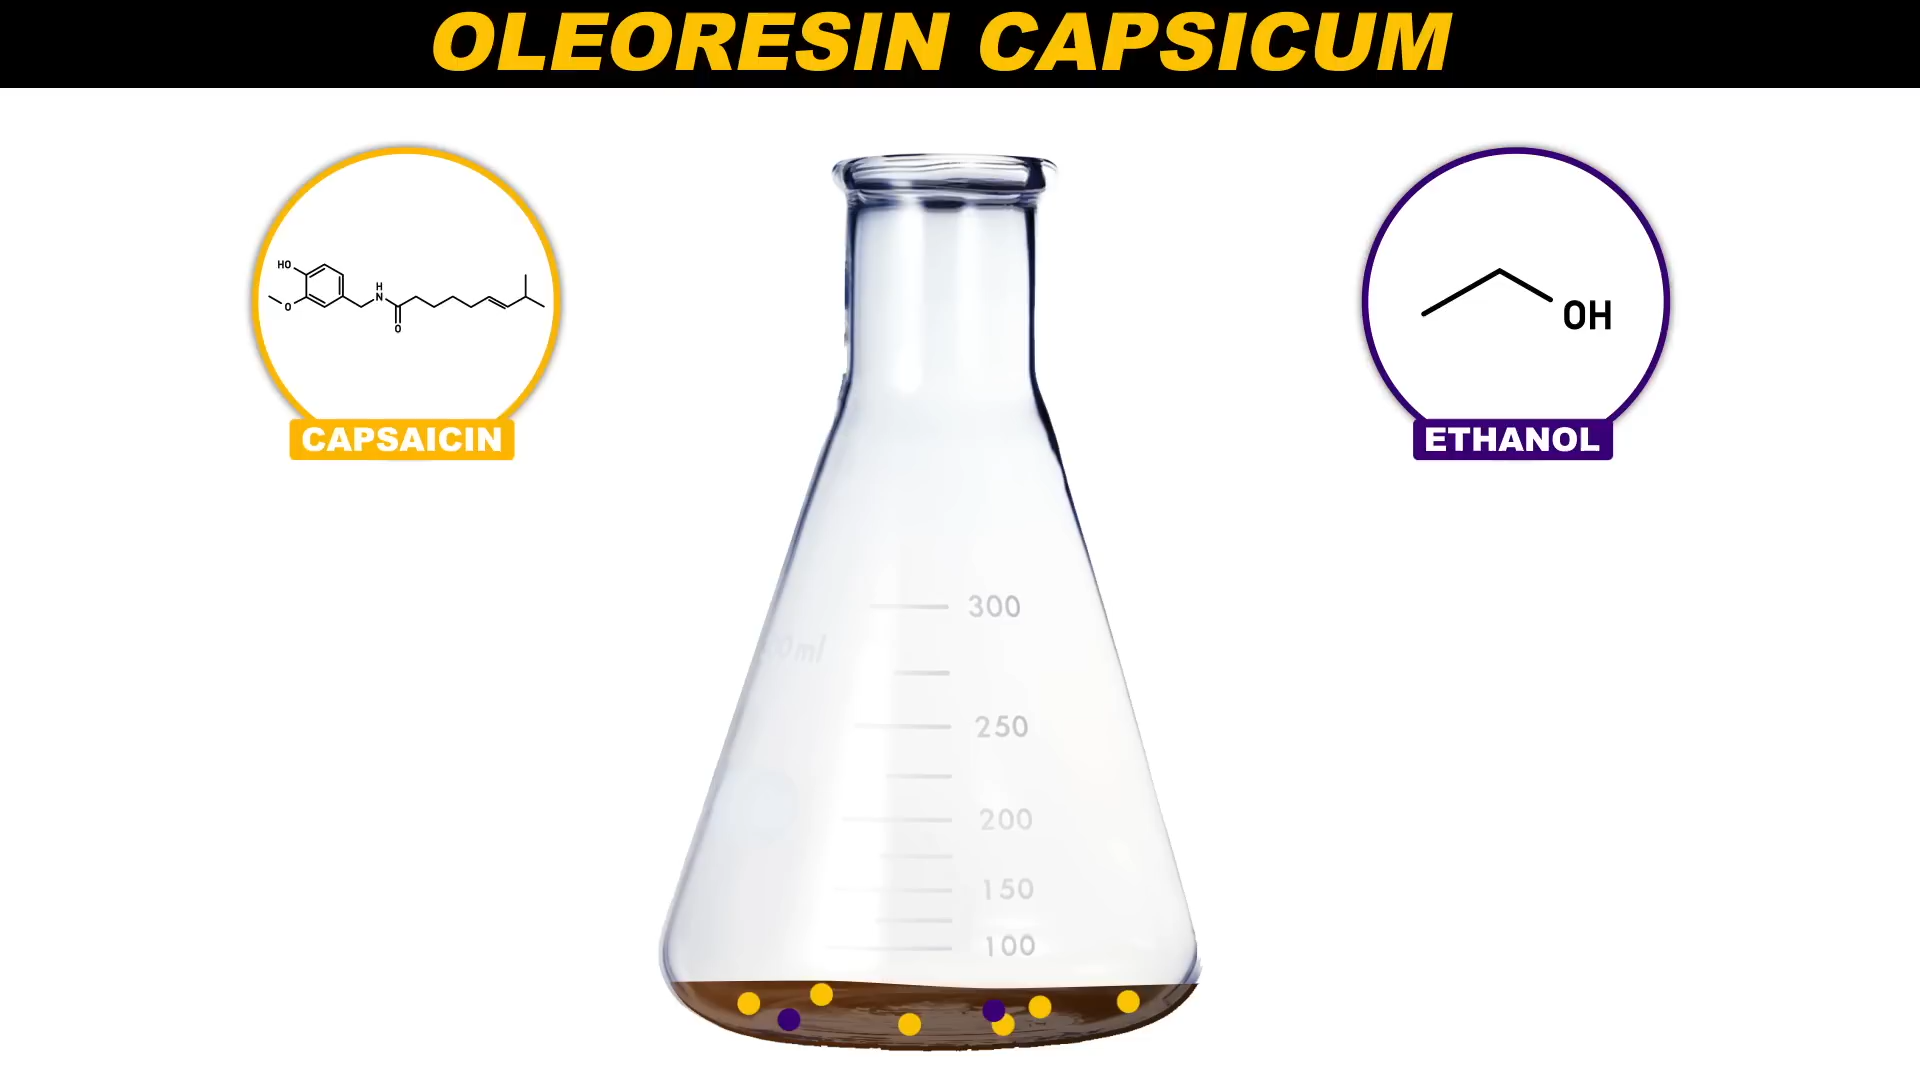 OLEORESIN CAPSICUM
HO
O
H
N
O
CAPSAICIN
OH
ETHANOL
300
250
200
150
100